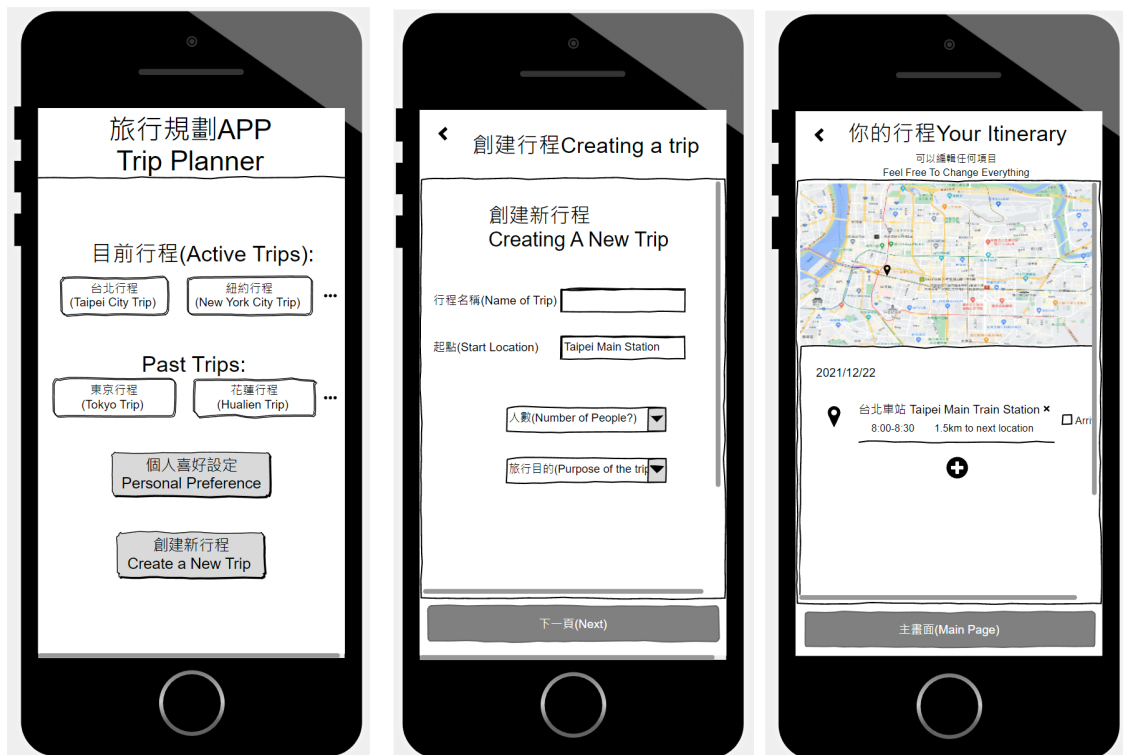 旅行規劃APP
Trip Planner
目前行程(Active Trips):
台北行程
(Taipei City Trip)
紐約行程
(New York City Trip)
Past Trips:
東京行程
(Tokyo Trip)
花蓮行程
(Hualien Trip)
個人喜好設定
Personal Preference
創建新行程
Create a New Trip
創建行程Creating a trip
創建新行程
Creating A New Trip
行程名稱(Name of Trip)
起點(Start Location)
Taipei Main Station
人數(Number of People?)
旅行目的(Purpose of the trip
下一頁(Next)
你的行程Your Itinerary
可以編輯任何項目
Feel Free To Change Everything
2021/12/22
台北車站 Taipei Main Train Station ×
8:00-8:30 1.5km to next location
Arri
主畫面(Main Page)